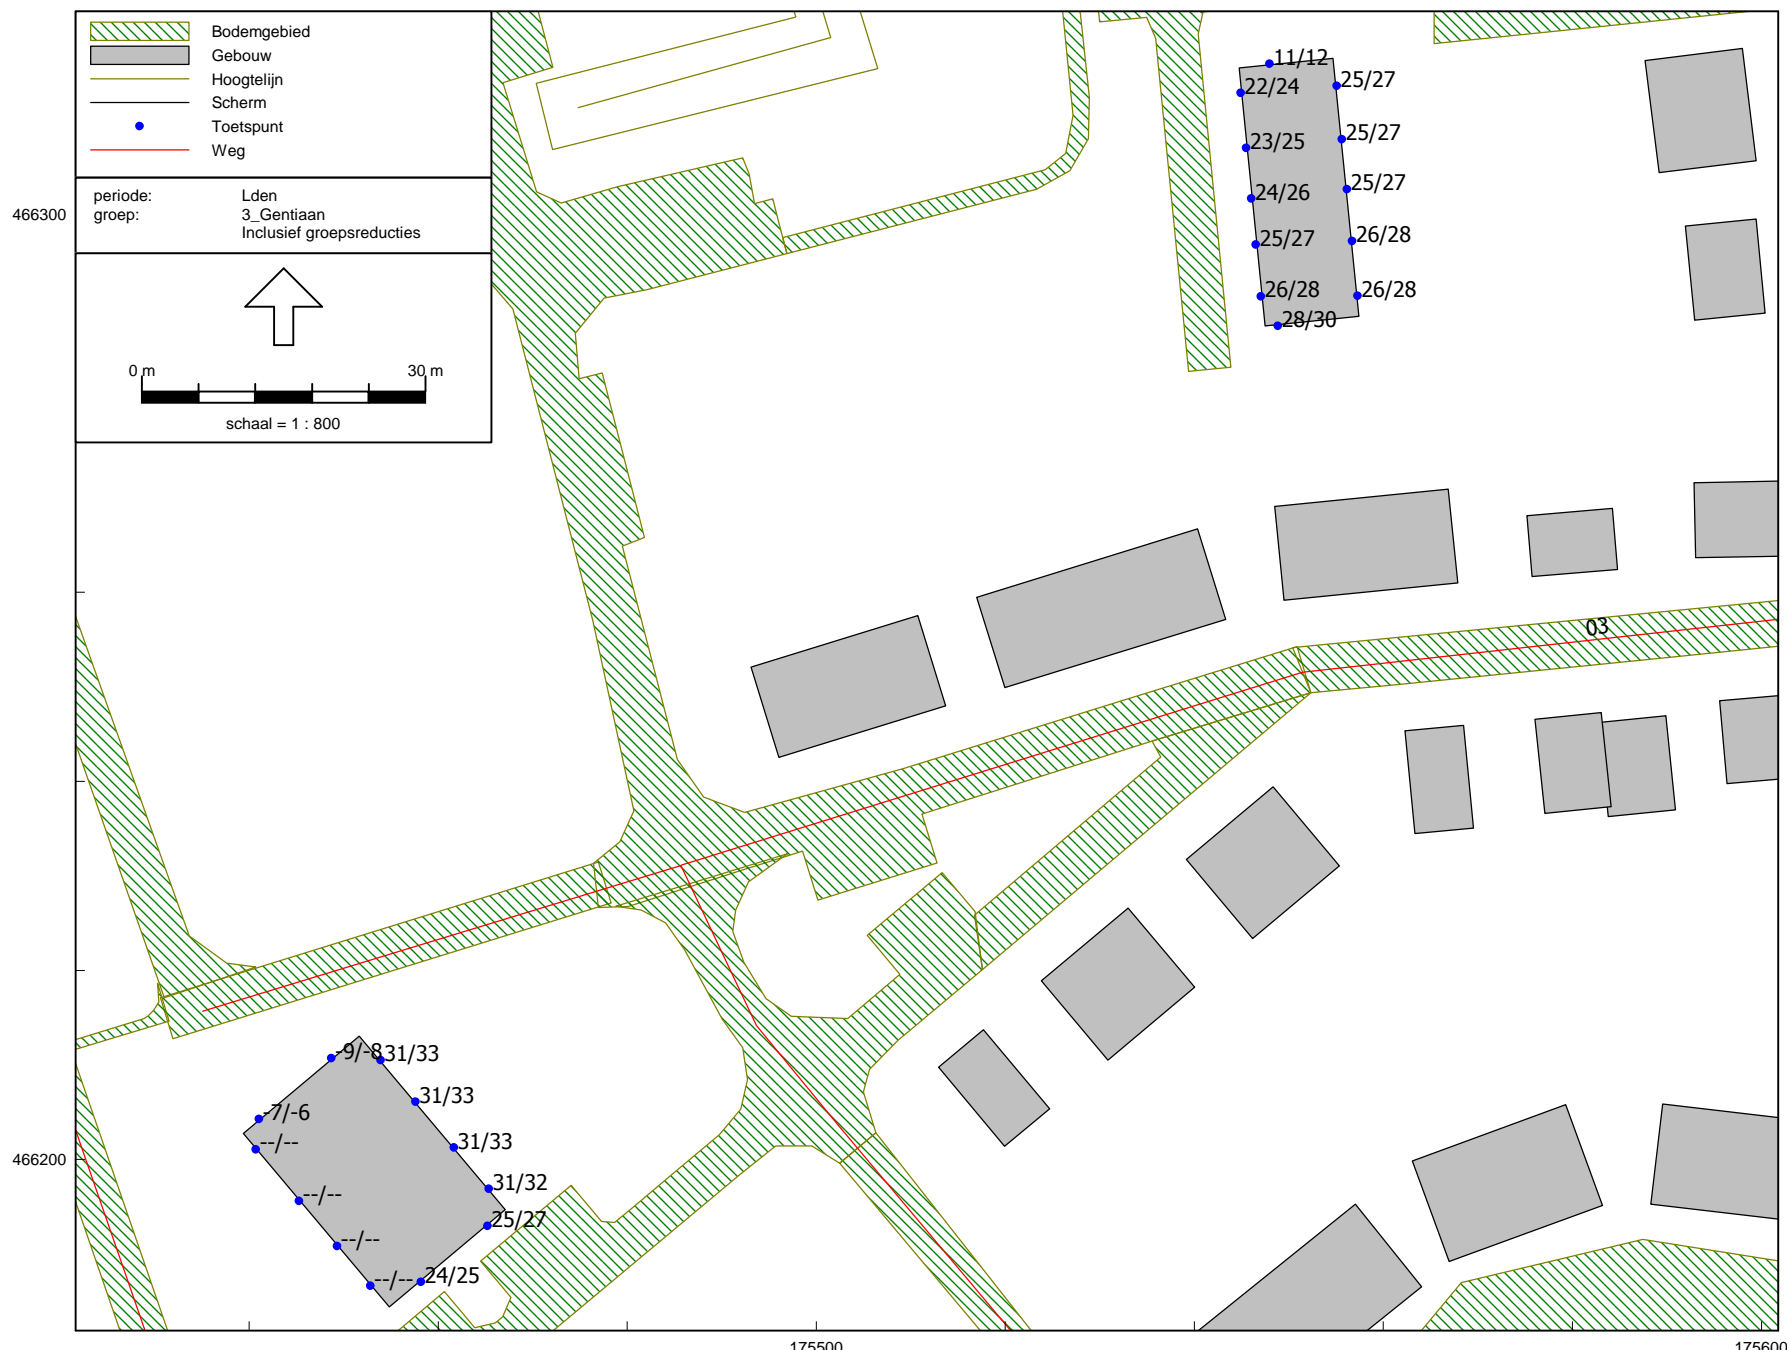 Bodemgebied
Gebouw
Hoogtelijn
Scherm
Toetspunt
Weg
periode: Lden
groep: 3_Gentiaan
Inclusief groepsreducties
0 m 30 m
schaal = 1 : 800
466300
11/12
22/24
25/27
23/25
25/27
24/26
25/27
25/27
26/28
26/28
26/28
28/30
03
-9/-8
31/33
-7/-6
31/33
--/--
31/33
--/--
31/32
--/--
25/27
--/--
24/25
466200
175500
175600